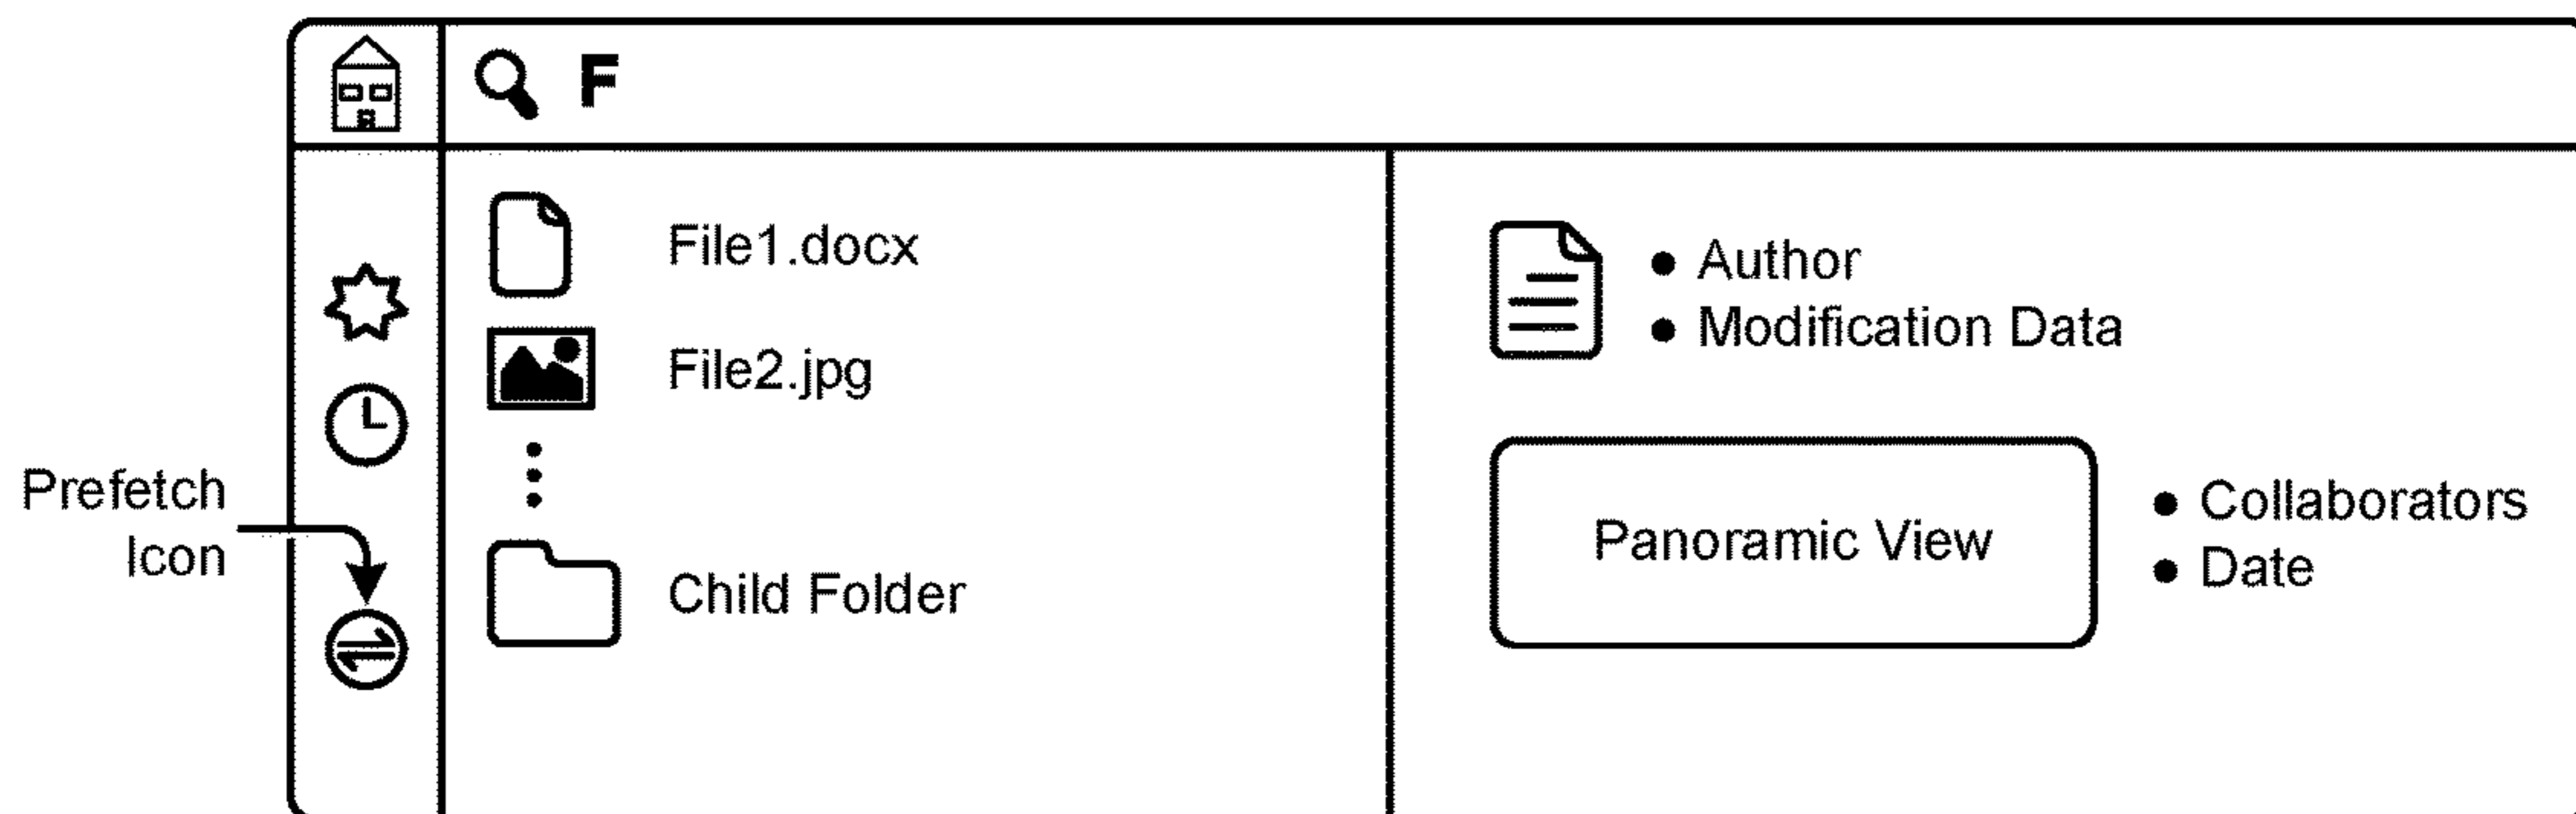 F
File1.docx
File2.jpg
Child Folder
Prefetch
Icon
• Author
• Modification Data
Panoramic View
• Collaborators
• Date